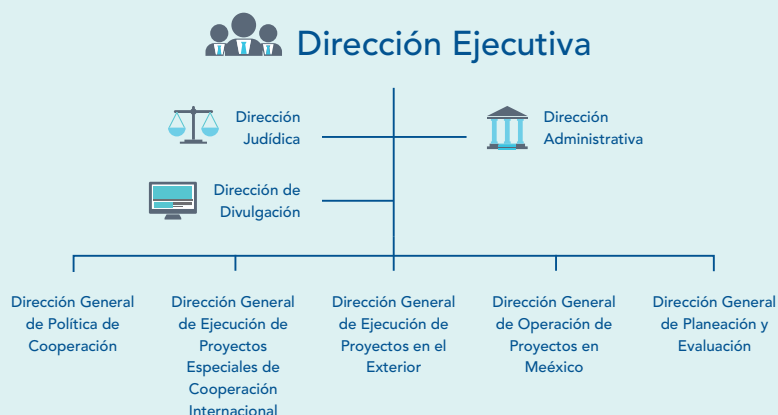 Dirección Ejecutiva
Dirección
Judídica
Dirección
Administrativa
Dirección de
Divulgación
Dirección General
de Política de
Cooperación
Dirección General
de Ejecución de
Proyectos
Especiales de
Cooperación
Internacional
Dirección General
de Ejecución de
Proyectos en el
Exterior
Dirección General
de Operación de
Proyectos en
Meéxico
Dirección General
de Planeación y
Evaluación